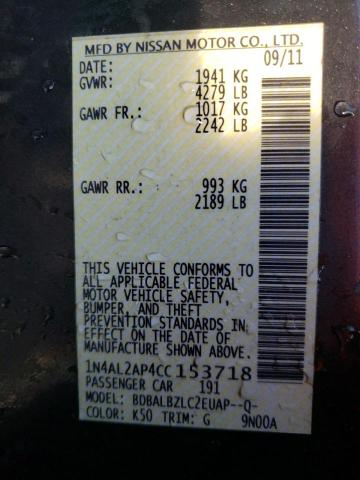 MFD BY NISSAN MOTOR CO., LTD.
DATE: 09/11
GVWR: 1941 KG
4279 LB
GAWR FR.: 1017 KG
2242 LB
GAWR RR.: 993 KG
2189 LB
THIS VEHICLE CONFORMS TO
ALL APPLICABLE FEDERAL
MOTOR VEHICLE SAFETY,
BUMPER, AND THEFT
PREVENTION STANDARDS IN
EFFECT ON THE DATE OF
MANUFACTURE SHOWN ABOVE.
1N4AL2AP4CC153718
PASSENGER CAR 191
MODEL: BDBALBZLC2EUAP--Q-
COLOR: K50 TRIM: G 9N00A